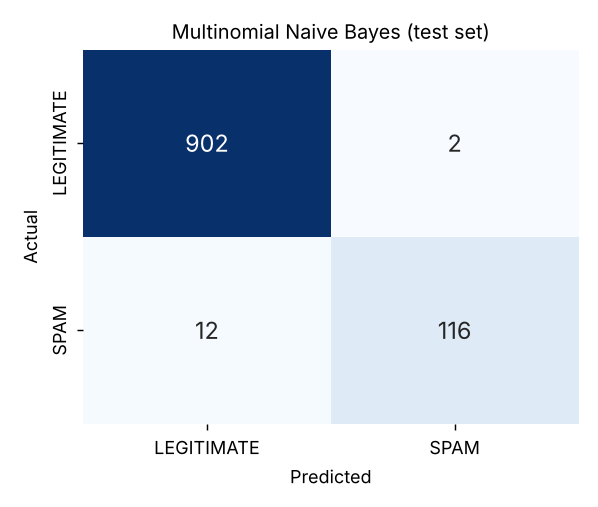 Multinomial Naive Bayes (test set)
Actual
LEGITIMATE
902
2
SPAM
12
116
LEGITIMATE
SPAM
Predicted